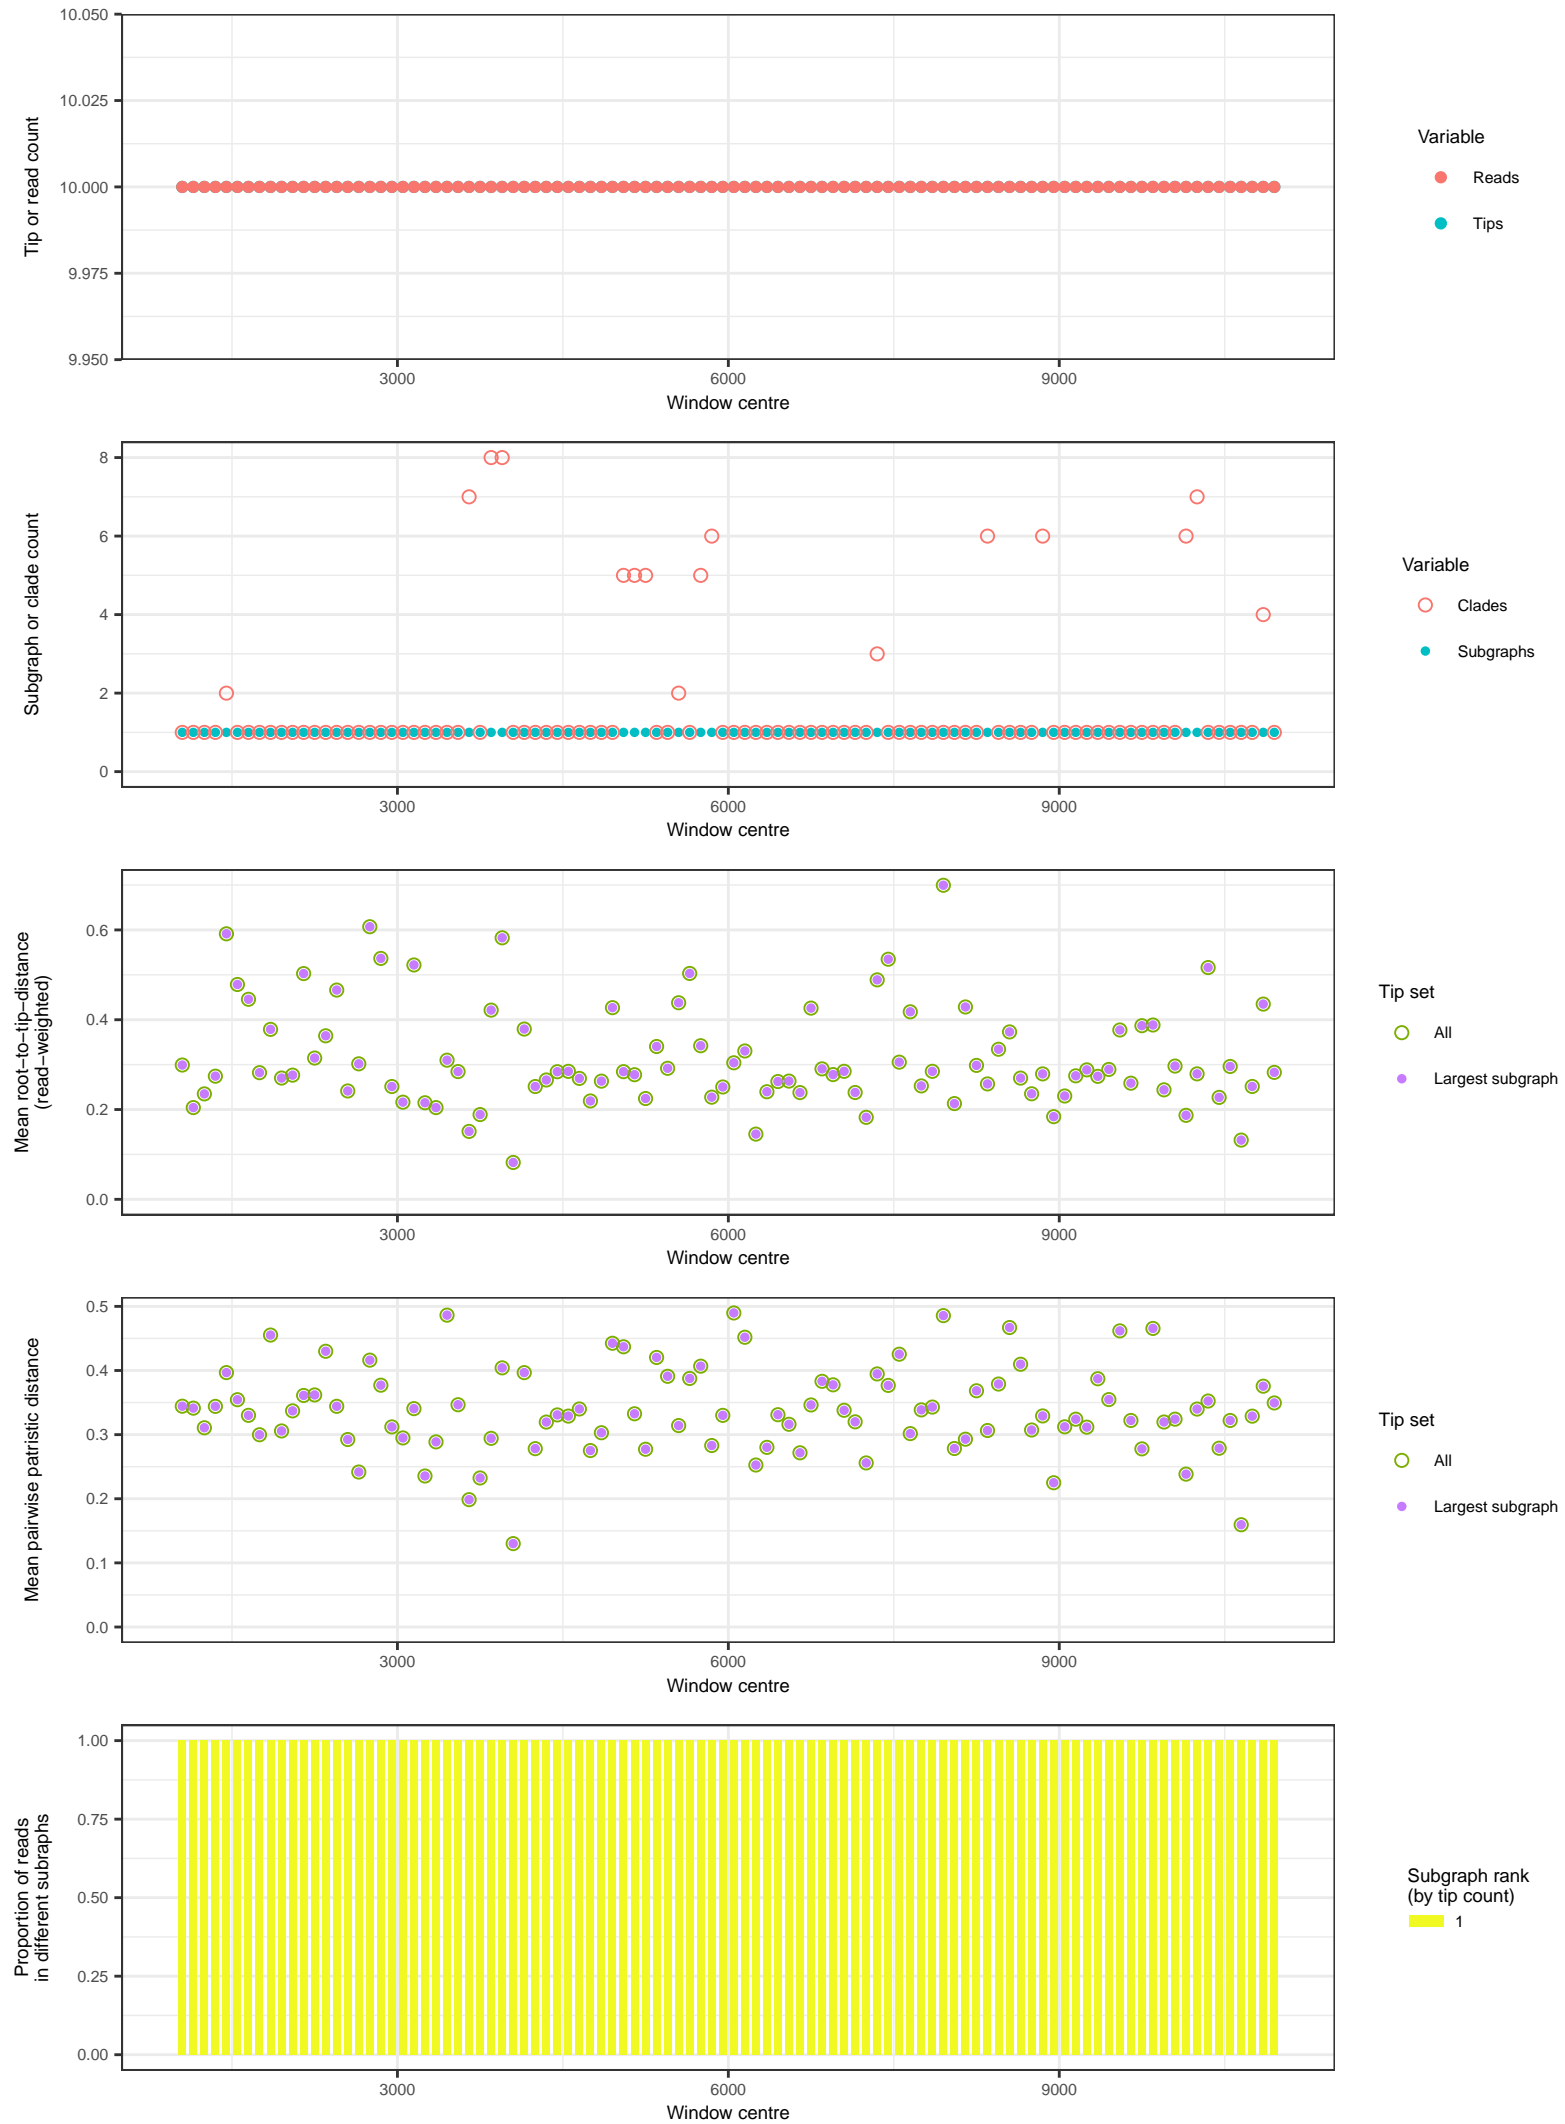 10.050
10.025
10.000
9.975
9.950
Tip or read count
3000
6000
9000
Window centre
Variable
Reads
Tips
8
6
4
2
0
Subgraph or clade count
3000
6000
9000
Window centre
Variable
Clades
Subgraphs
0.6
0.4
0.2
0.0
Mean root−to−tip−distance
(read−weighted)
3000
6000
9000
Window centre
Tip set
All
Largest subgraph
0.5
0.4
0.3
0.2
0.1
0.0
Mean pairwise patristic distance
3000
6000
9000
Window centre
Tip set
All
Largest subgraph
1.00
0.75
0.50
0.25
0.00
Proportion of reads
in different subraphs
3000
6000
9000
Window centre
Subgraph rank
(by tip count)
1